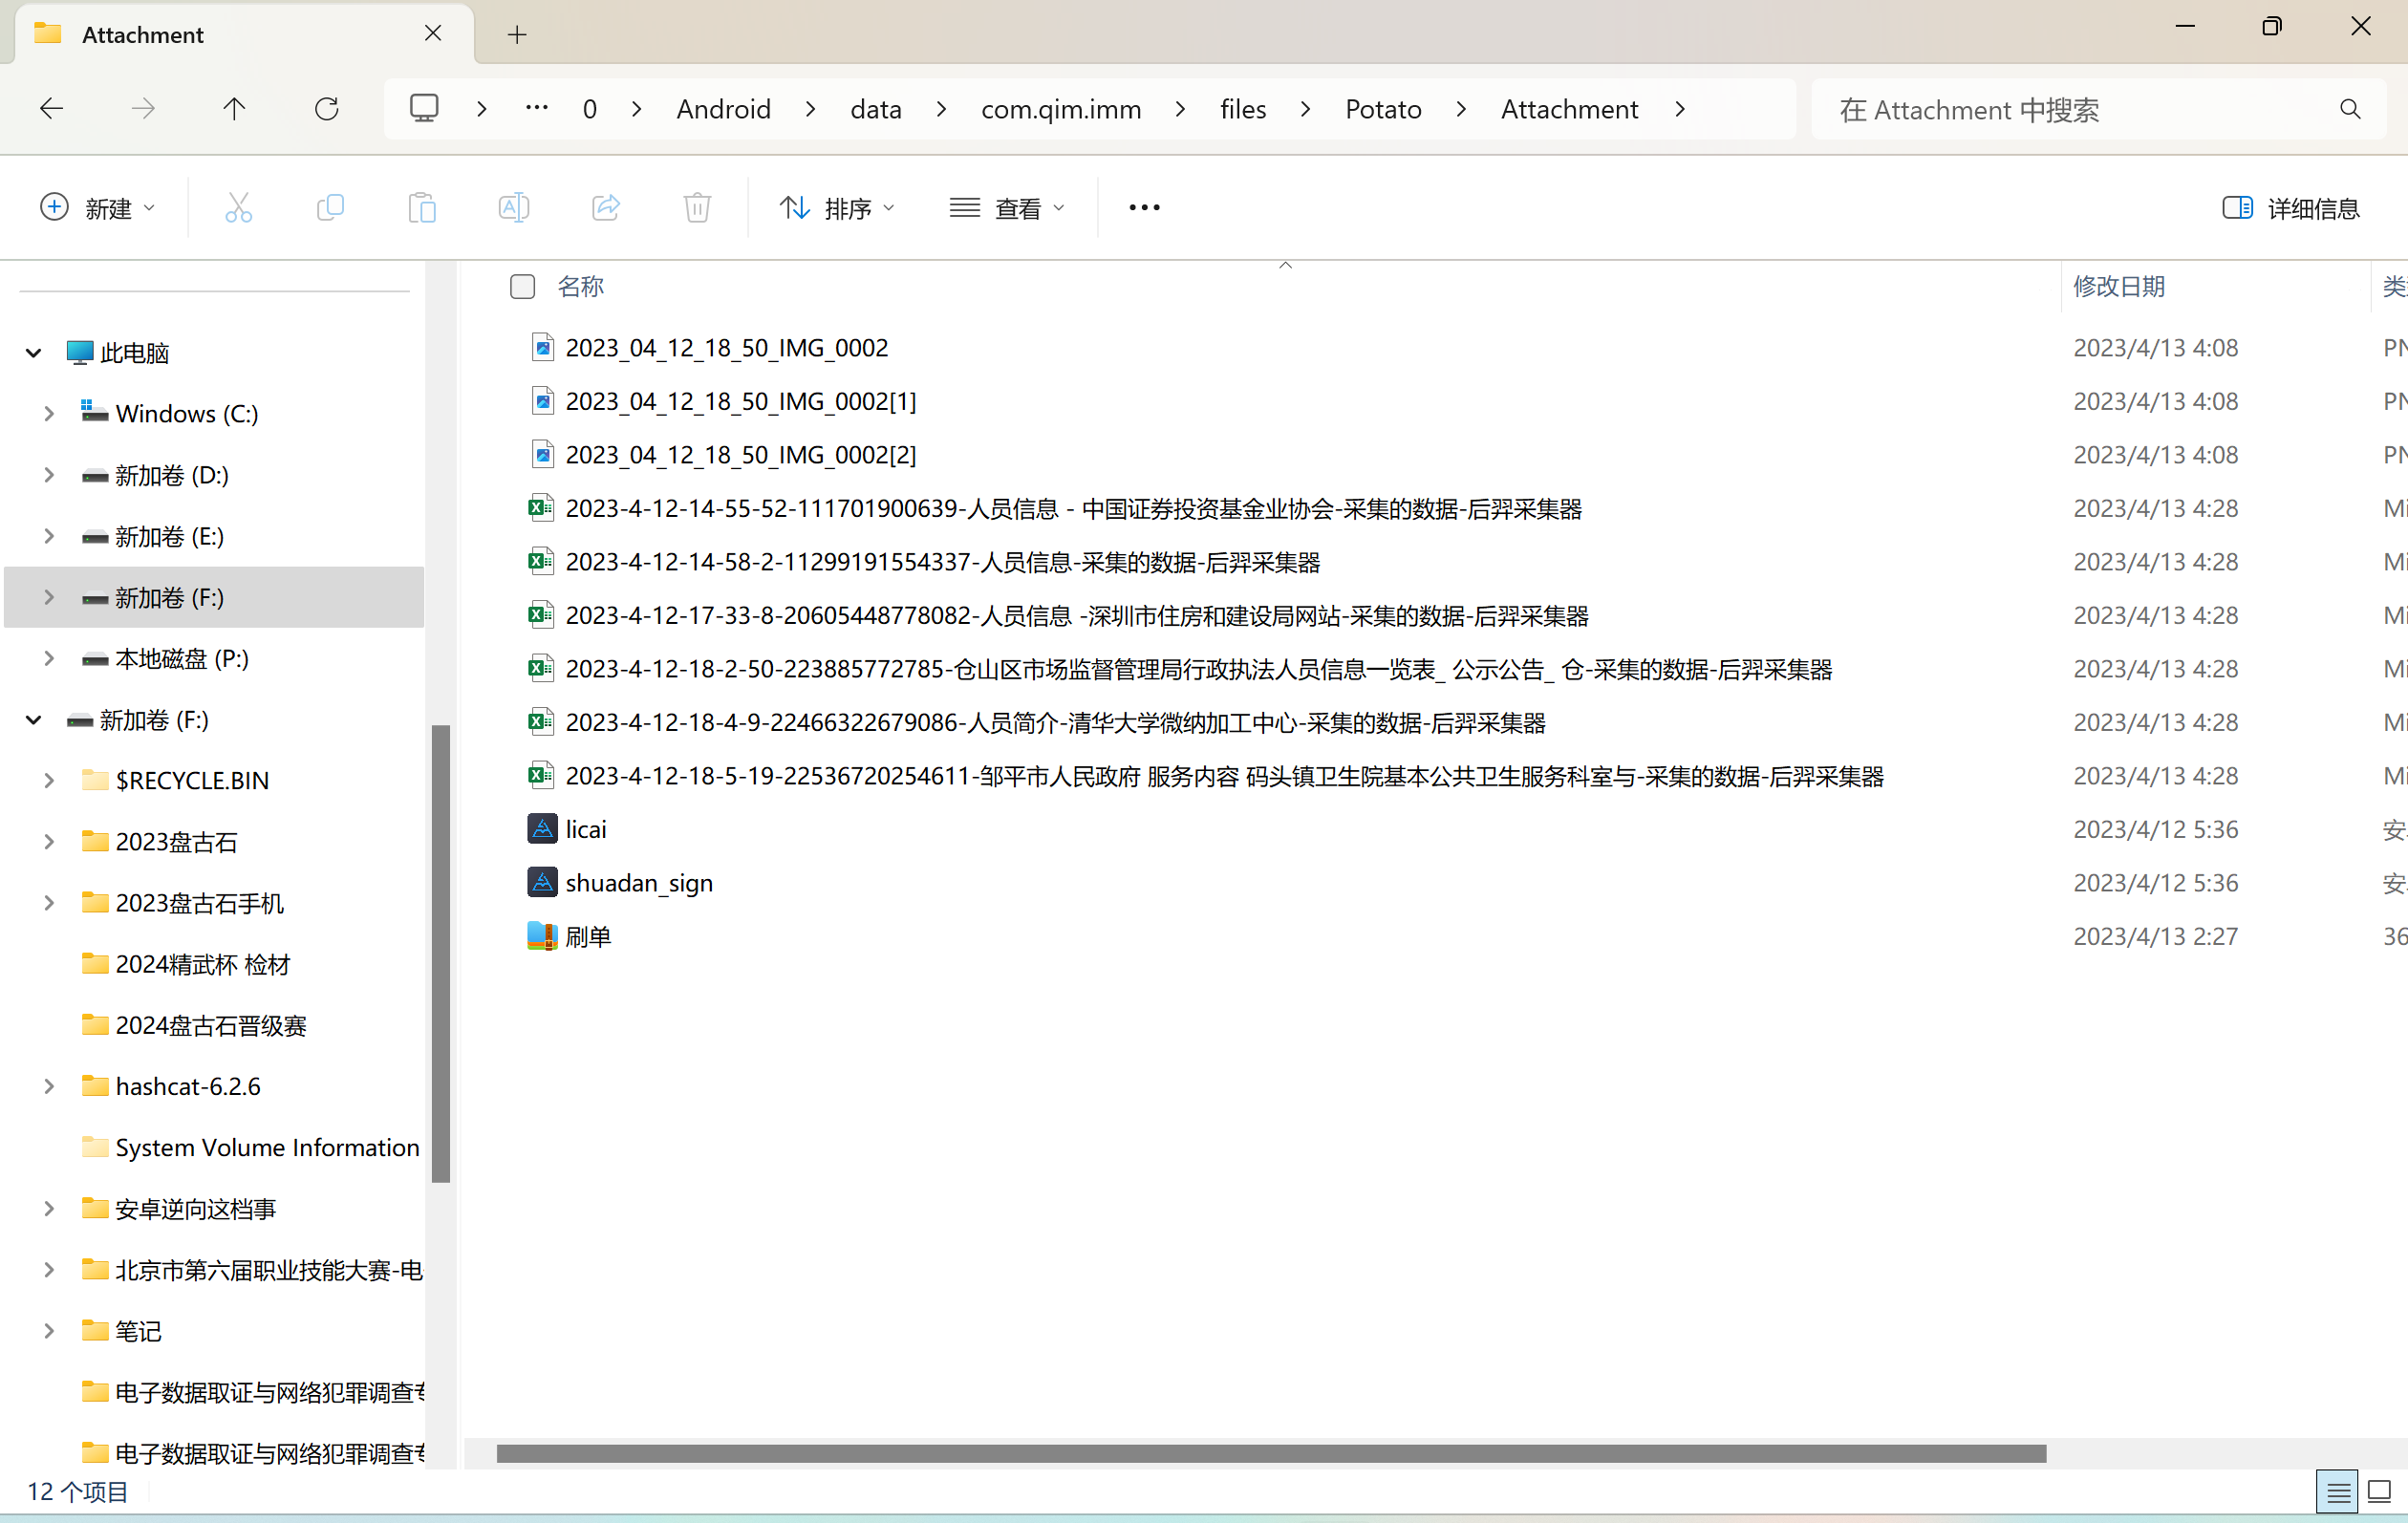 Attachment
0 Android data com.qim.imm files Potato Attachment
在 Attachment 中搜索
新建
排序
查看
详细信息
名称
修改日期
此电脑
Windows (C:)
新加卷 (D:)
新加卷 (E:)
新加卷 (F:)
本地磁盘 (P:)
新加卷 (F:)
$RECYCLE.BIN
2023盘古石
2023盘古石手机
2024精武杯 检材
2024盘古石晋级赛
hashcat-6.2.6
System Volume Information
安卓逆向这档事
北京市第六届职业技能大赛-电
笔记
电子数据取证与网络犯罪调查专
电子数据取证与网络犯罪调查专
2023_04_12_18_50_IMG_0002 2023/4/13 4:08 PN
2023_04_12_18_50_IMG_0002[1] 2023/4/13 4:08 PN
2023_04_12_18_50_IMG_0002[2] 2023/4/13 4:08 PN
2023-4-12-14-55-52-111701900639-人员信息 - 中国证券投资基金业协会-采集的数据-后羿采集器 2023/4/13 4:28 Mi
2023-4-12-14-58-2-11299191554337-人员信息-采集的数据-后羿采集器 2023/4/13 4:28 Mi
2023-4-12-17-33-8-20605448778082-人员信息 -深圳市住房和建设局网站-采集的数据-后羿采集器 2023/4/13 4:28 Mi
2023-4-12-18-2-50-223885772785-仓山区市场监督管理局行政执法人员信息一览表_ 公示公告_ 仓-采集的数据-后羿采集器 2023/4/13 4:28 Mi
2023-4-12-18-4-9-22466322679086-人员简介-清华大学微纳加工中心-采集的数据-后羿采集器 2023/4/13 4:28 Mi
2023-4-12-18-5-19-22536720254611-邹平市人民政府 服务内容 码头镇卫生院基本公共卫生服务科室与-采集的数据-后羿采集器 2023/4/13 4:28 Mi
licai 2023/4/12 5:36 安
shuadan_sign 2023/4/12 5:36 安
刷单 2023/4/13 2:27 36
12 个项目